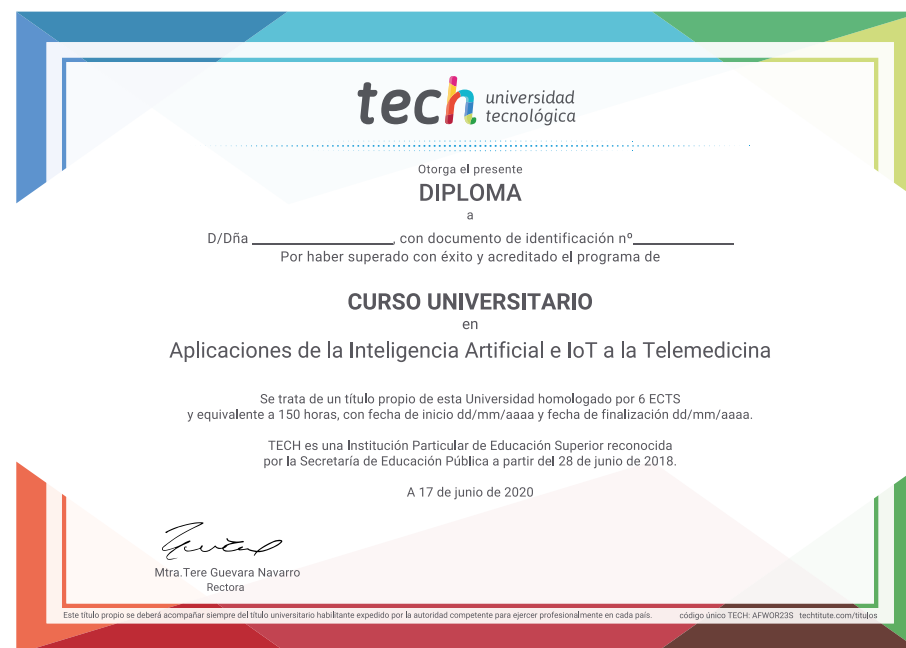 tech universidad
tecnológica
Otorga el presente
DIPLOMA
a
D/Dña ____________________, con documento de identificación nº______________
Por haber superado con éxito y acreditado el programa de
CURSO UNIVERSITARIO
en
Aplicaciones de la Inteligencia Artificial e IoT a la Telemedicina
Se trata de un título propio de esta Universidad homologado por 6 ECTS
y equivalente a 150 horas, con fecha de inicio dd/mm/aaaa y fecha de finalización dd/mm/aaaa.
TECH es una Institución Particular de Educación Superior reconocida
por la Secretaría de Educación Pública a partir del 28 de junio de 2018.
A 17 de junio de 2020
Mtra.Tere Guevara Navarro
Rectora
Este título propio se deberá acompañar siempre del título universitario habilitante expedido por la autoridad competente para ejercer profesionalmente en cada país. código único TECH: AFWOR23S techtitute.com/titulos